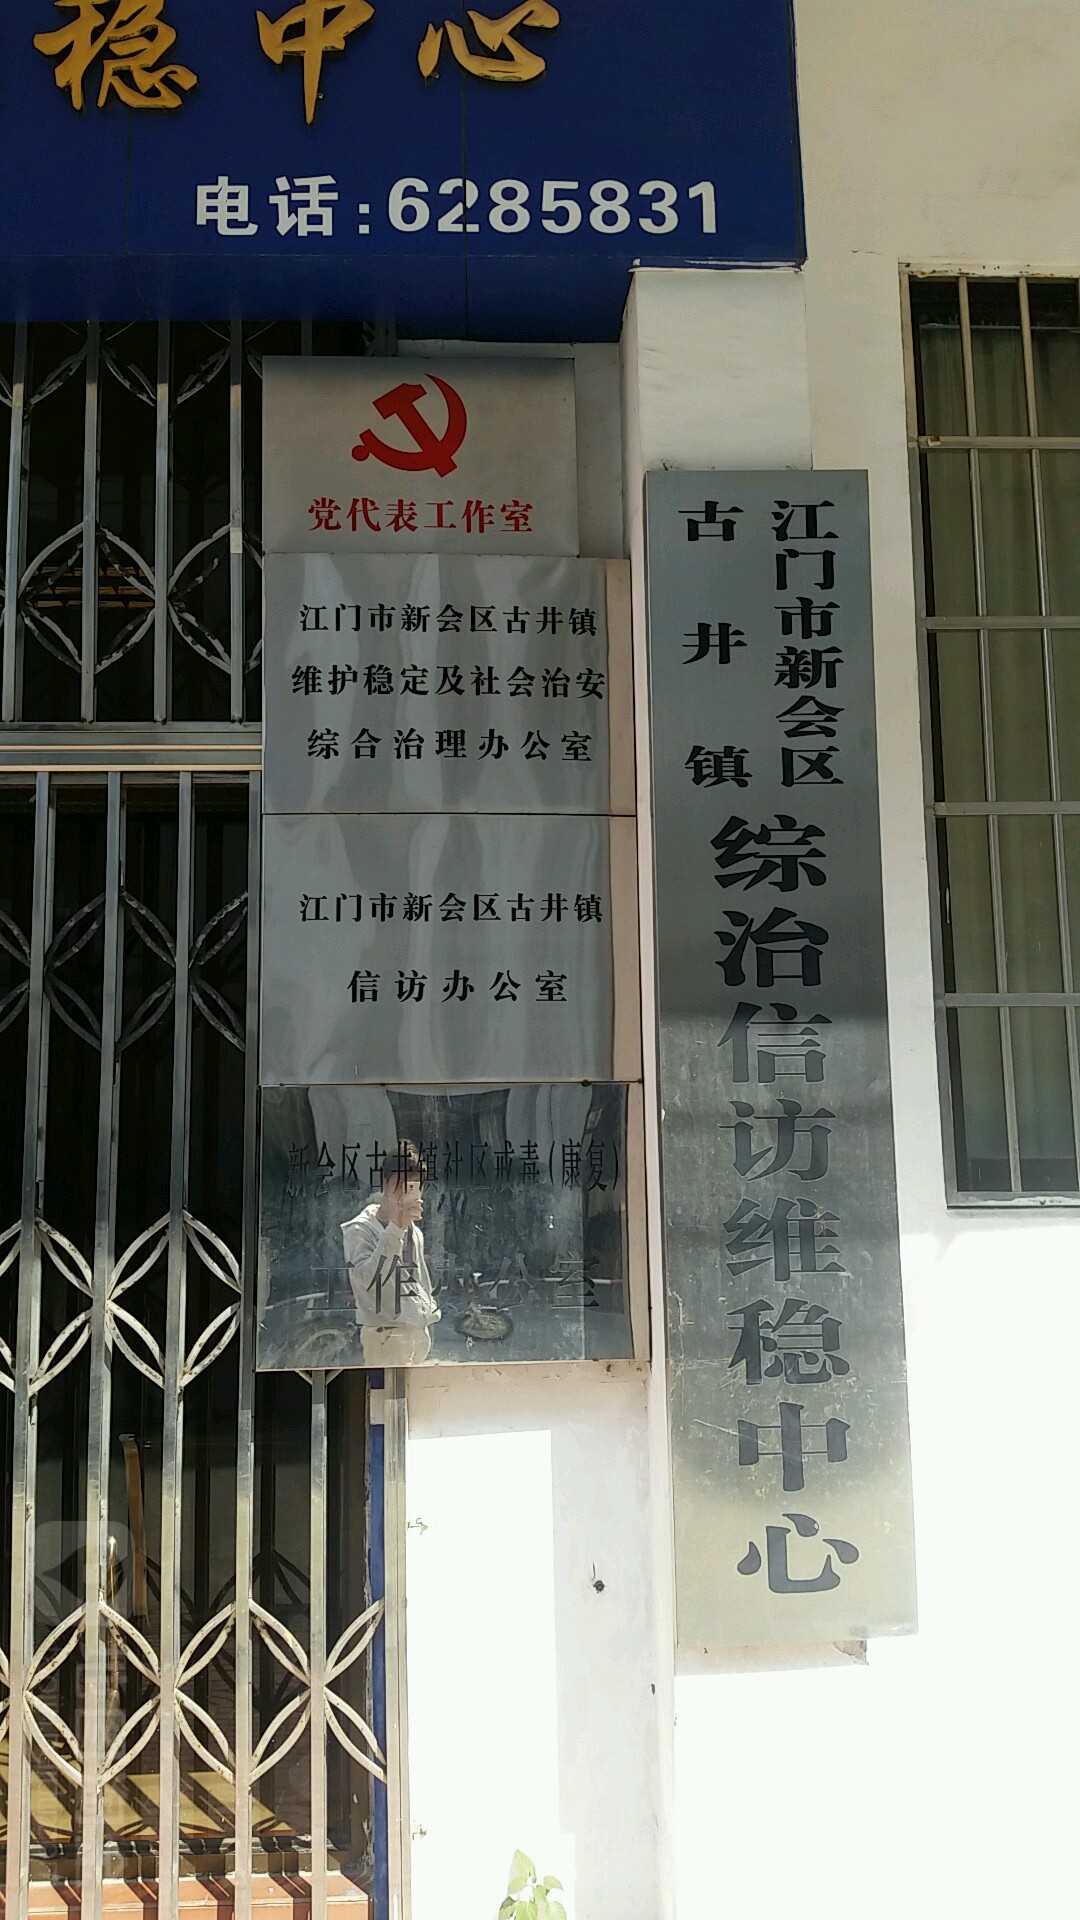 稳中心
电话:6285831
党代表工作室
江门市新会区古井镇
维护稳定及社会治安
综合治理办公室
江门市新会区古井镇
信访办公室
新会区古井镇社区戒毒(康复)
工作办公室
江门市新会区
古井镇
综治信访维稳中心